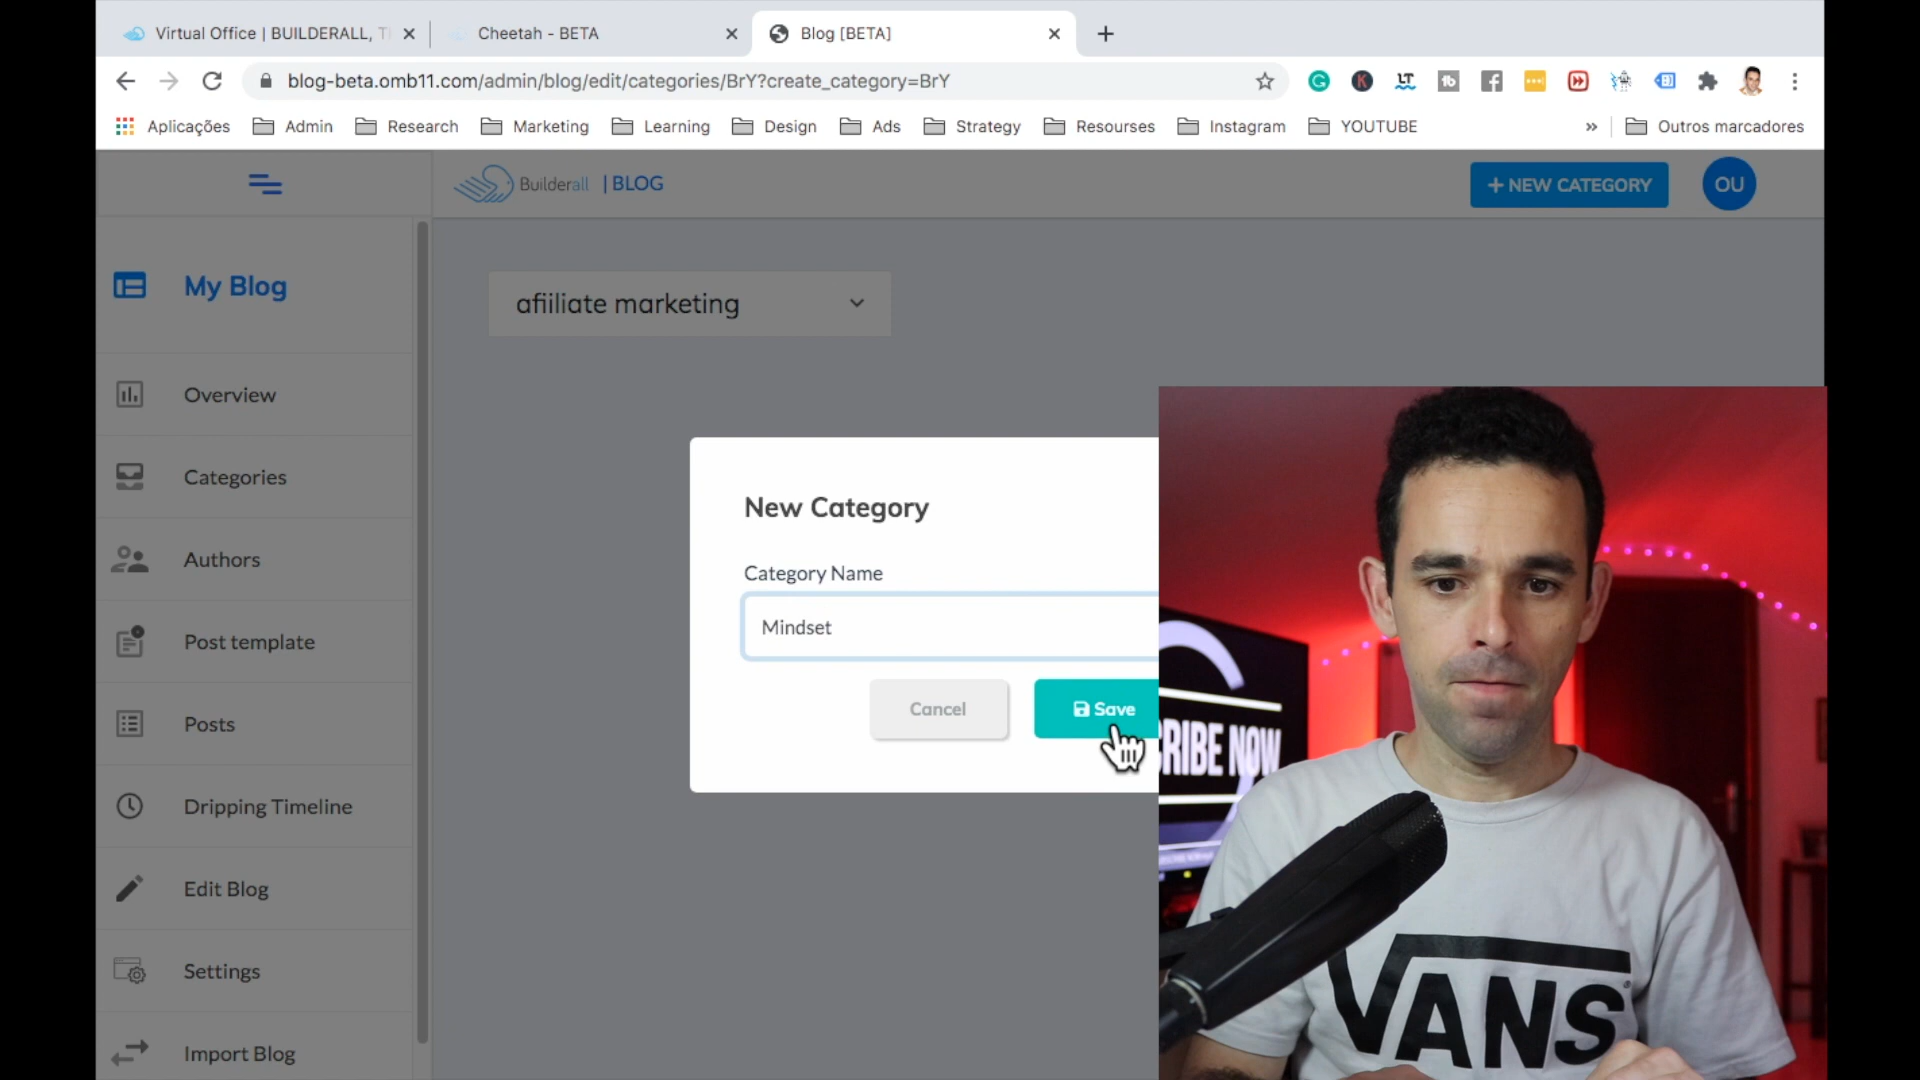 Virtual Office | BUILDERALL, T
Cheetah - BETA
Blog [BETA]
blog-beta.omb11.com/admin/blog/edit/categories/BrY?create_category=BrY
Aplicações
Admin
Research
Marketing
Learning
Design
Ads
Strategy
Resourses
Instagram
YOUTUBE
»
Outros marcadores
Builderall | BLOG
+ NEW CATEGORY
OU
My Blog
Overview
Categories
Authors
Post template
Posts
Dripping Timeline
Edit Blog
Settings
Import Blog
afiiliate marketing
New Category
Category Name
Mindset
Cancel
Save
RIBE NOW
VANS